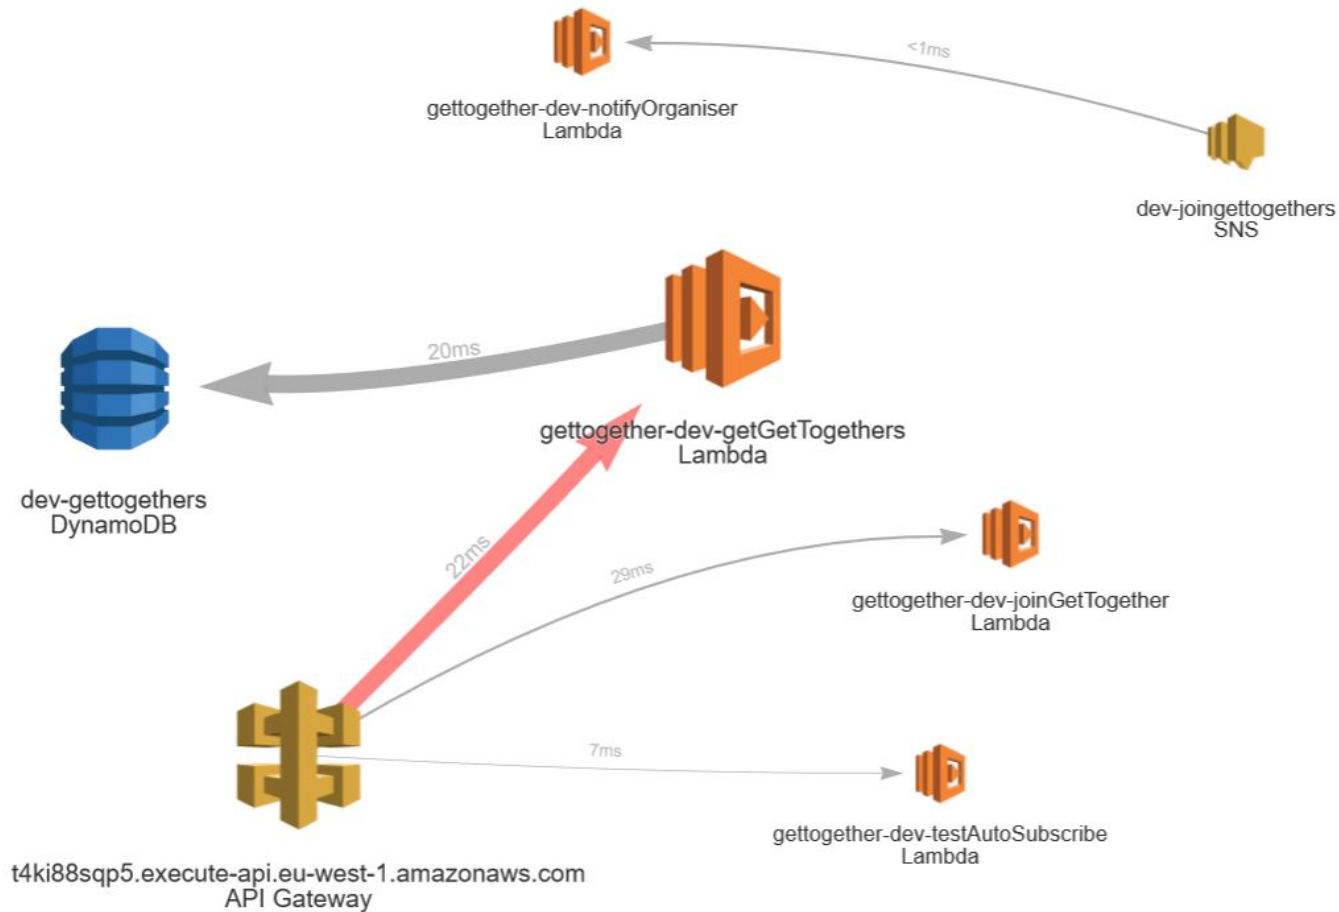 <1ms
gettogether-dev-notifyOrganiser
Lambda
dev-joingettogethers
SNS
20ms
gettogether-dev-getGetTogethers
Lambda
dev-gettogethers
DynamoDB
22ms
29ms
gettogether-dev-joinGetTogether
Lambda
7ms
gettogether-dev-testAutoSubscribe
Lambda
t4ki88sqp5.execute-api.eu-west-1.amazonaws.com
API Gateway